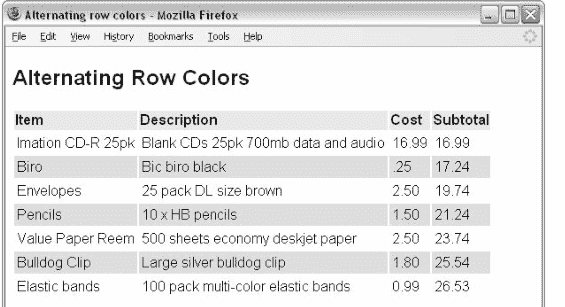 Alternating row colors - Mozilla Firefox
File Edit View History Bookmarks Tools Help
Alternating Row Colors
Item Description Cost Subtotal
Imation CD-R 25pk Blank CDs 25pk 700mb data and audio 16.99 16.99
Biro Bic biro black .25 17.24
Envelopes 25 pack DL size brown 2.50 19.74
Pencils 10 x HB pencils 1.50 21.24
Value Paper Reem 500 sheets economy deskjet paper 2.50 23.74
Bulldog Clip Large silver bulldog clip 1.80 25.54
Elastic bands 100 pack multi-color elastic bands 0.99 26.53